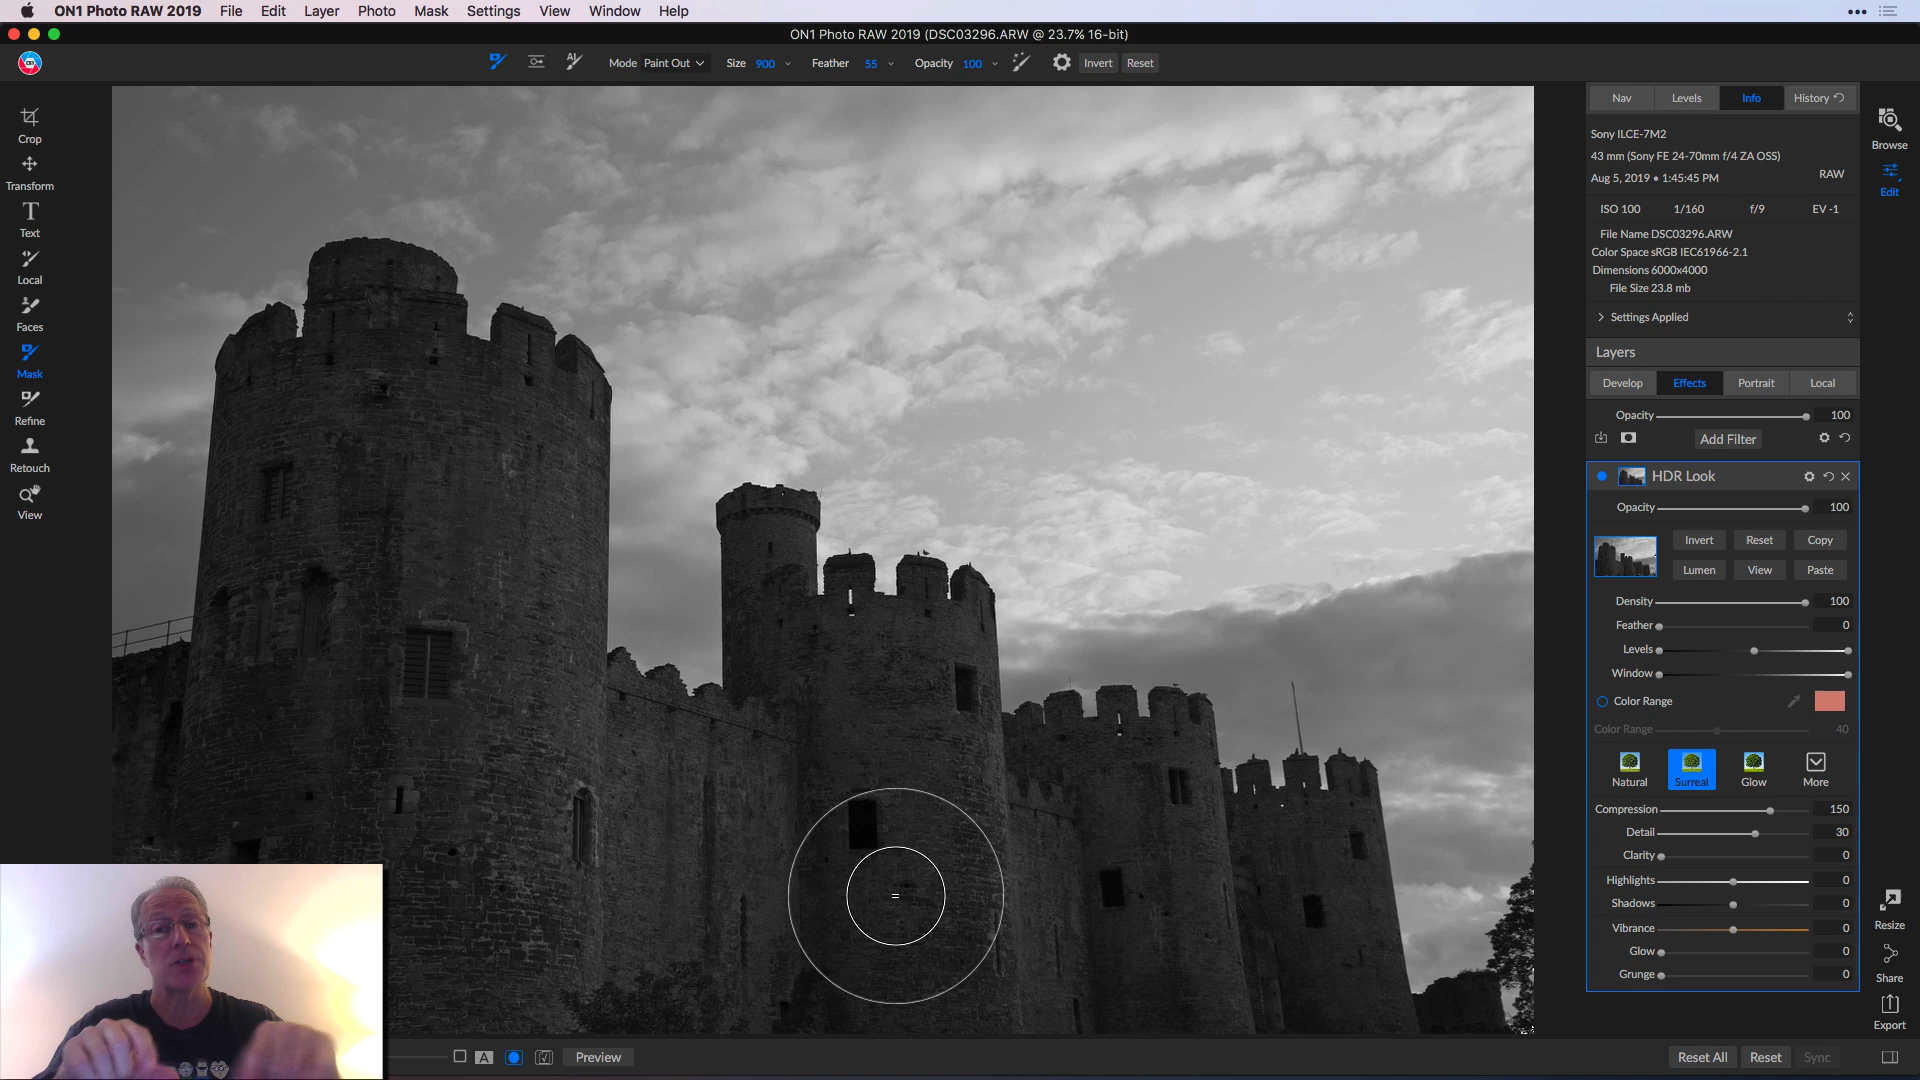 ON1 Photo RAW 2019 File Edit Layer Photo Mask Settings View Window Help
ON1 Photo RAW 2019 (DSC03296.ARW @ 23.7% 16-bit)
Mode Paint Out Size 900 Feather 55 Opacity 100 Invert Reset
Crop
Transform
Text
Local
Faces
Mask
Refine
Retouch
View
Nav Levels Info History
Sony ILCE-7M2
43 mm (Sony FE 24-70mm f/4 ZA OSS)
Aug 5, 2019 • 1:45:45 PM RAW
ISO 100 1/160 f/9 EV -1
File Name DSC03296.ARW
Color Space sRGB IEC61966-2.1
Dimensions 6000x4000
File Size 23.8 mb
Settings Applied
Layers
Develop Effects Portrait Local
Opacity 100
Add Filter
HDR Look
Opacity 100
Invert Reset Copy
Lumen View Paste
Density 100
Feather 0
Levels
Window
Color Range
Color Range 40
Natural Surreal Glow More
Compression 150
Detail 30
Clarity 0
Highlights 0
Shadows 0
Vibrance 0
Glow 0
Grunge 0
Browse
Edit
Resize
Share
Export
A Preview
Reset All Reset Sync